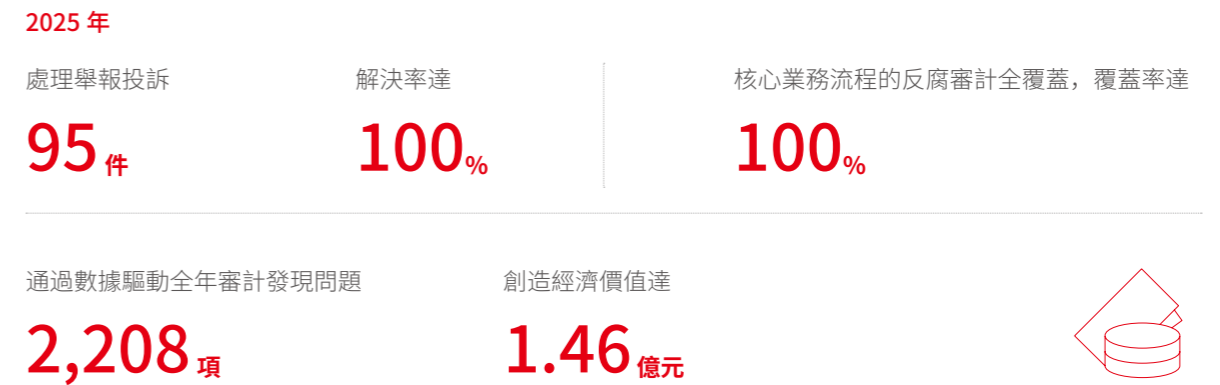 2025 年
處理舉報投訴
95 件
解決率達
100%
核心業務流程的反腐審計全覆蓋，覆蓋率達
100%
通過數據驅動全年審計發現問題
2,208 項
創造經濟價值達
1.46 億元